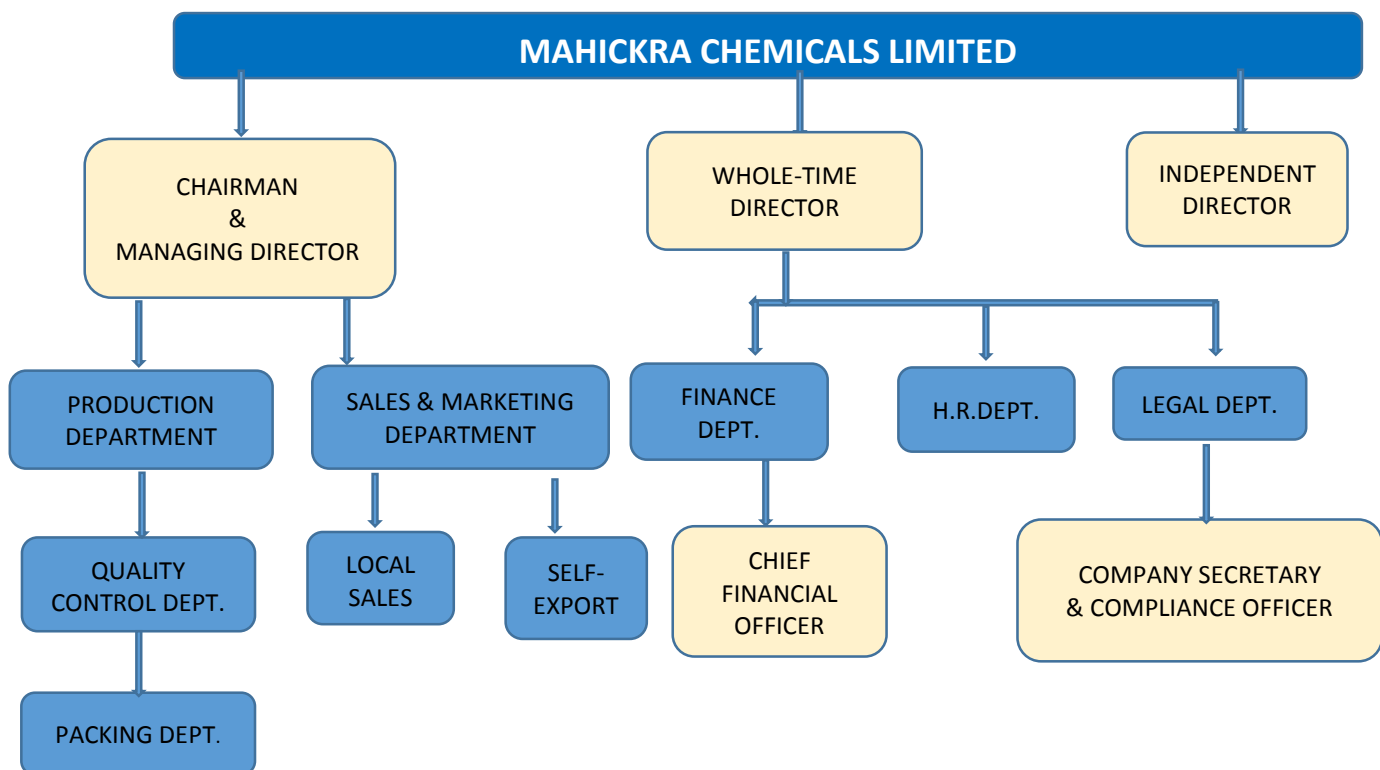 MAHICKRA CHEMICALS LIMITED
CHAIRMAN
&
MANAGING DIRECTOR
WHOLE-TIME
DIRECTOR
INDEPENDENT
DIRECTOR
PRODUCTION
DEPARTMENT
SALES & MARKETING
DEPARTMENT
FINANCE
DEPT.
H.R.DEPT.
LEGAL DEPT.
QUALITY
CONTROL DEPT.
LOCAL
SALES
SELF-
EXPORT
CHIEF
FINANCIAL
OFFICER
COMPANY SECRETARY
& COMPLIANCE OFFICER
PACKING DEPT.